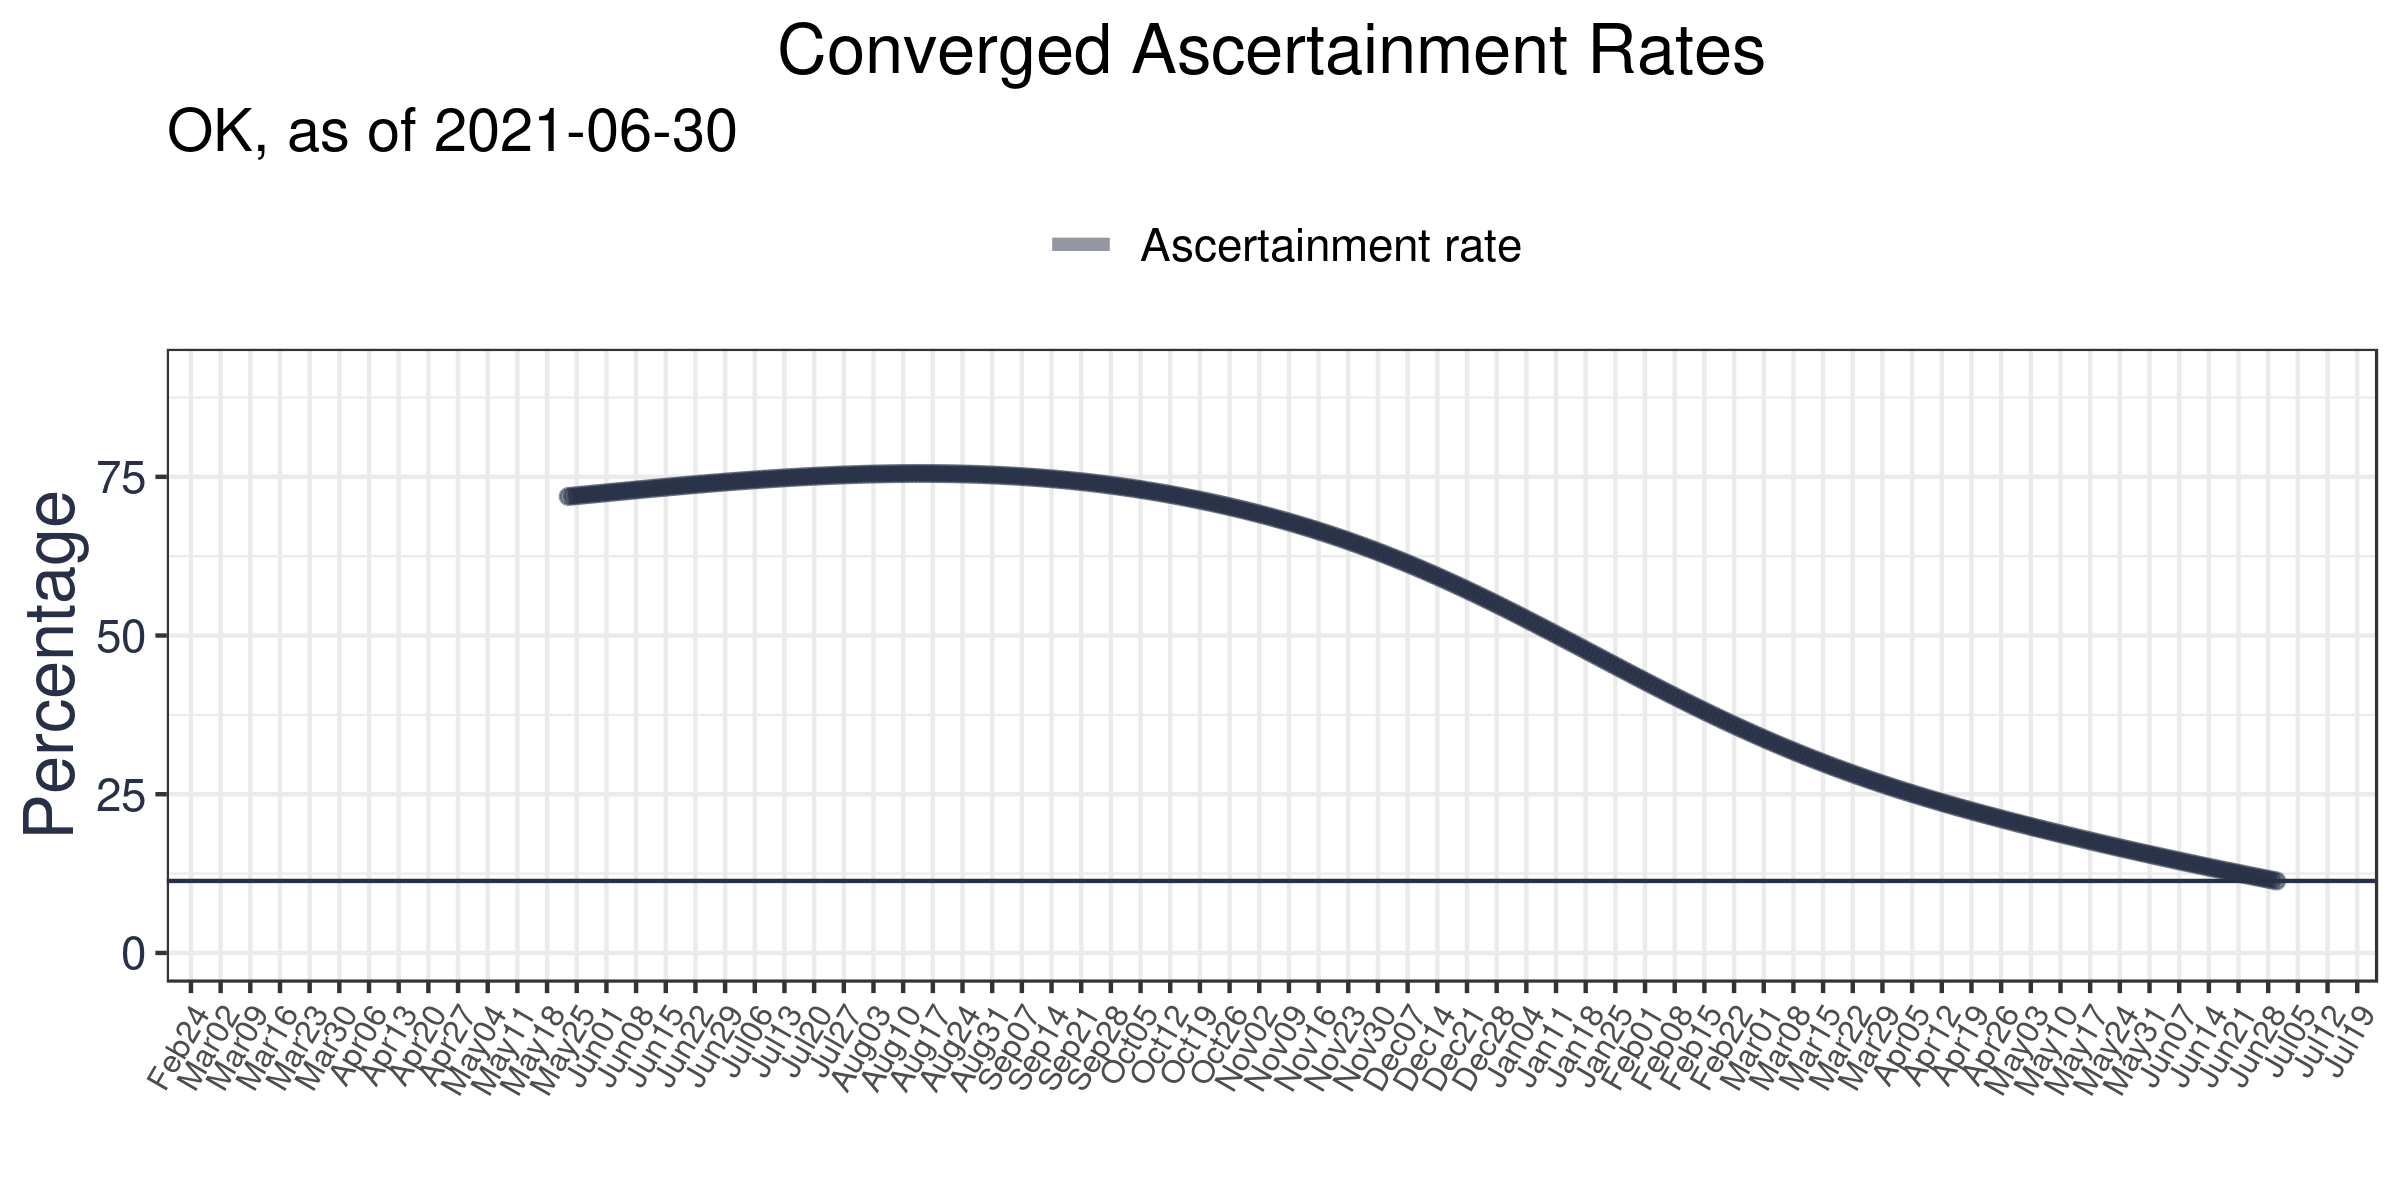 Converged Ascertainment Rates
OK, as of 2021-06-30
Ascertainment rate
Percentage
75
50
25
0
Feb24 Mar02 Mar09 Mar16 Mar23 Mar30 Apr06 Apr13 Apr20 Apr27 May04 May11 May18 May25 Jun01 Jun08 Jun15 Jun22 Jun29 Jul06 Jul13 Jul20 Jul27 Aug03 Aug10 Aug17 Aug24 Aug31 Sep07 Sep14 Sep21 Sep28 Oct05 Oct12 Oct19 Oct26 Nov02 Nov09 Nov16 Nov23 Nov30 Dec07 Dec14 Dec21 Dec28 Jan04 Jan11 Jan18 Jan25 Feb01 Feb08 Feb15 Feb22 Mar01 Mar08 Mar15 Mar22 Mar29 Apr05 Apr12 Apr19 Apr26 May03 May10 May17 May24 May31 Jun07 Jun14 Jun21 Jun28 Jul05 Jul12 Jul19